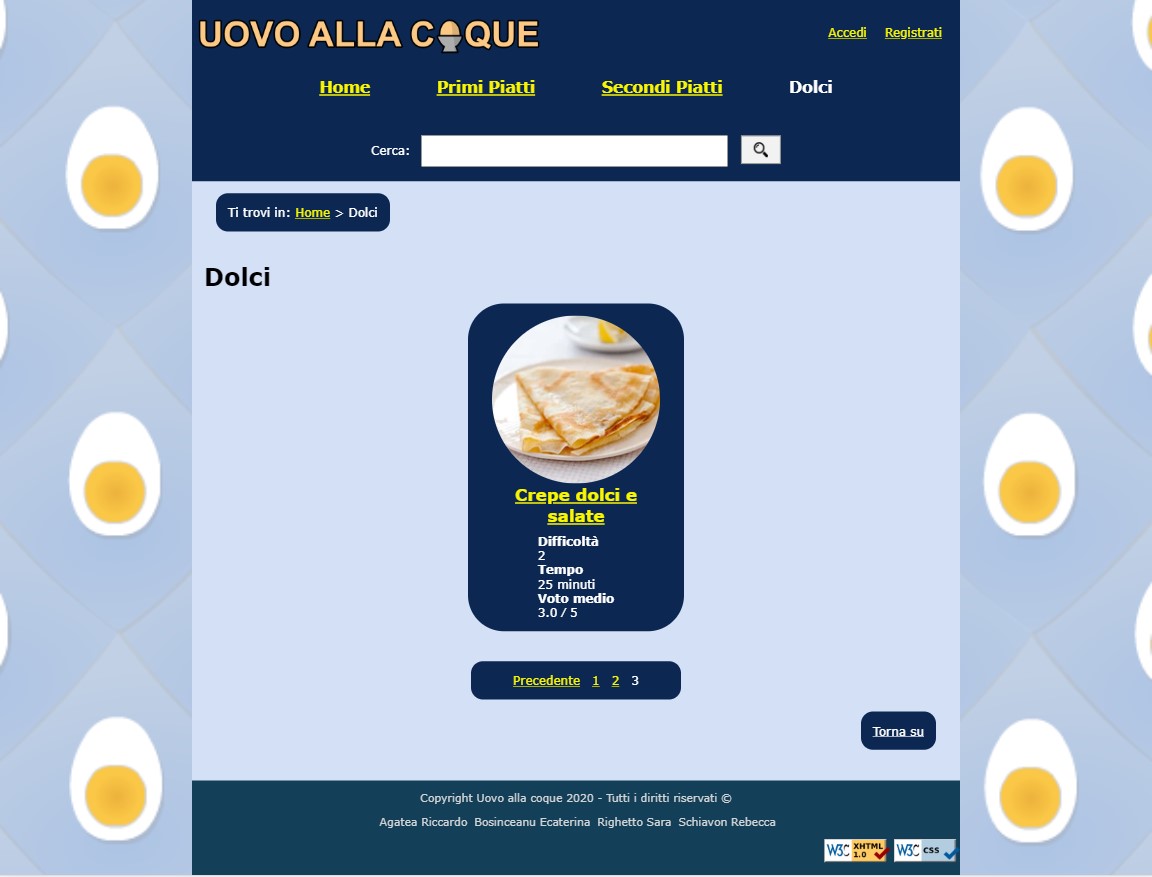 UOVO ALLA COQUE
Accedi Registrati
Home Primi Piatti Secondi Piatti Dolci
Cerca:
Ti trovi in: Home > Dolci
Dolci
Crepe dolci e
salate
Difficoltà
2
Tempo
25 minuti
Voto medio
3.0 / 5
Precedente 1 2 3
Torna su
Copyright Uovo alla coque 2020 - Tutti i diritti riservati ©
Agatea Riccardo Bosinceanu Ecaterina Righetto Sara Schiavon Rebecca
W3C XHTML 1.0 W3C css